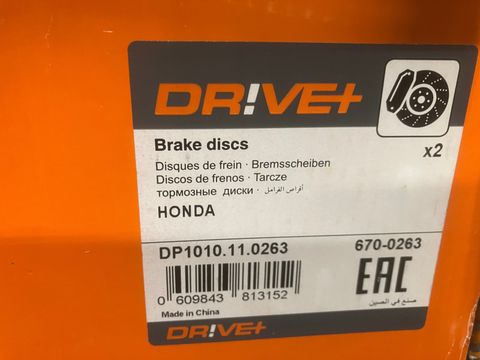 DR!VE+
Brake discs
x2
Disques de frein · Bremsscheiben
Discos de frenos · Tarcze
тормозные диски · أقراص الفرامل
HONDA
DP1010.11.0263
670-0263
EAC
0 609843 813152
صنع في الصين
Made in China
DR!VE+